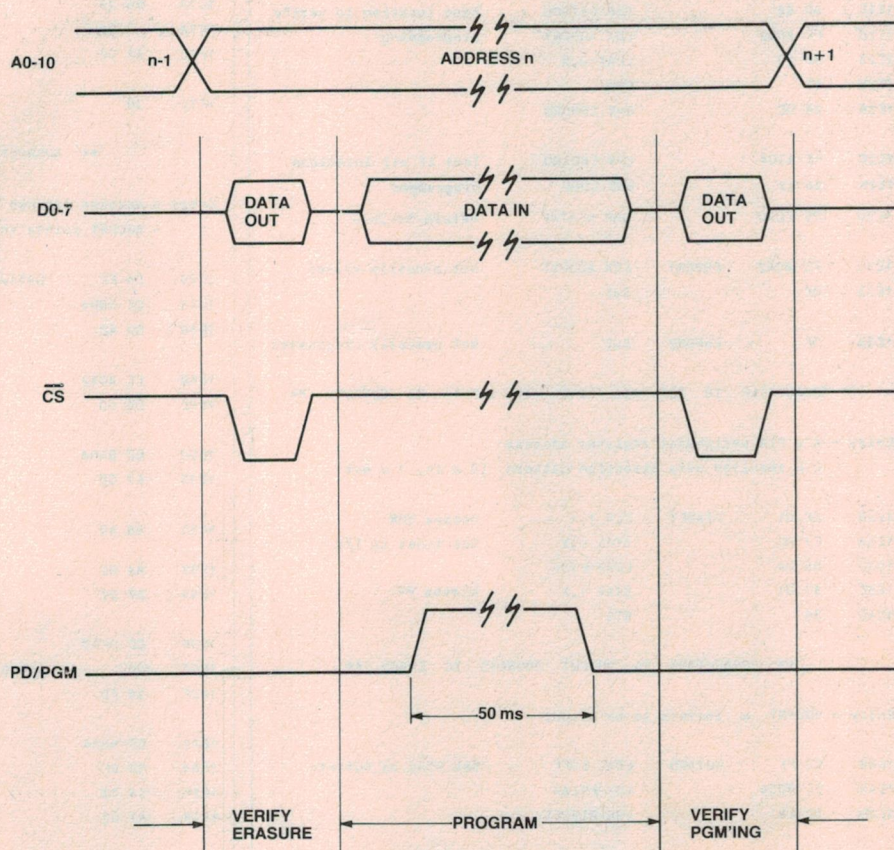 A0-10
n-1
ADDRESS n
n+1
D0-7
DATA
OUT
DATA IN
DATA
OUT
CS
PD/PGM
50 ms
VERIFY
ERASURE
PROGRAM
VERIFY
PGM'ING